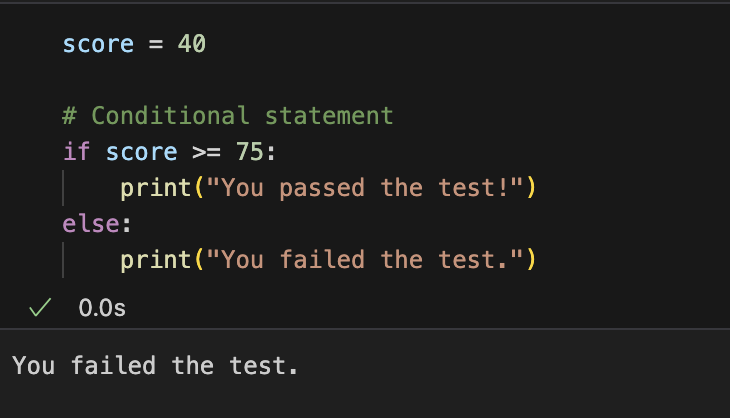 score = 40
# Conditional statement
if score >= 75:
    print("You passed the test!")
else:
    print("You failed the test.")
0.0s
You failed the test.